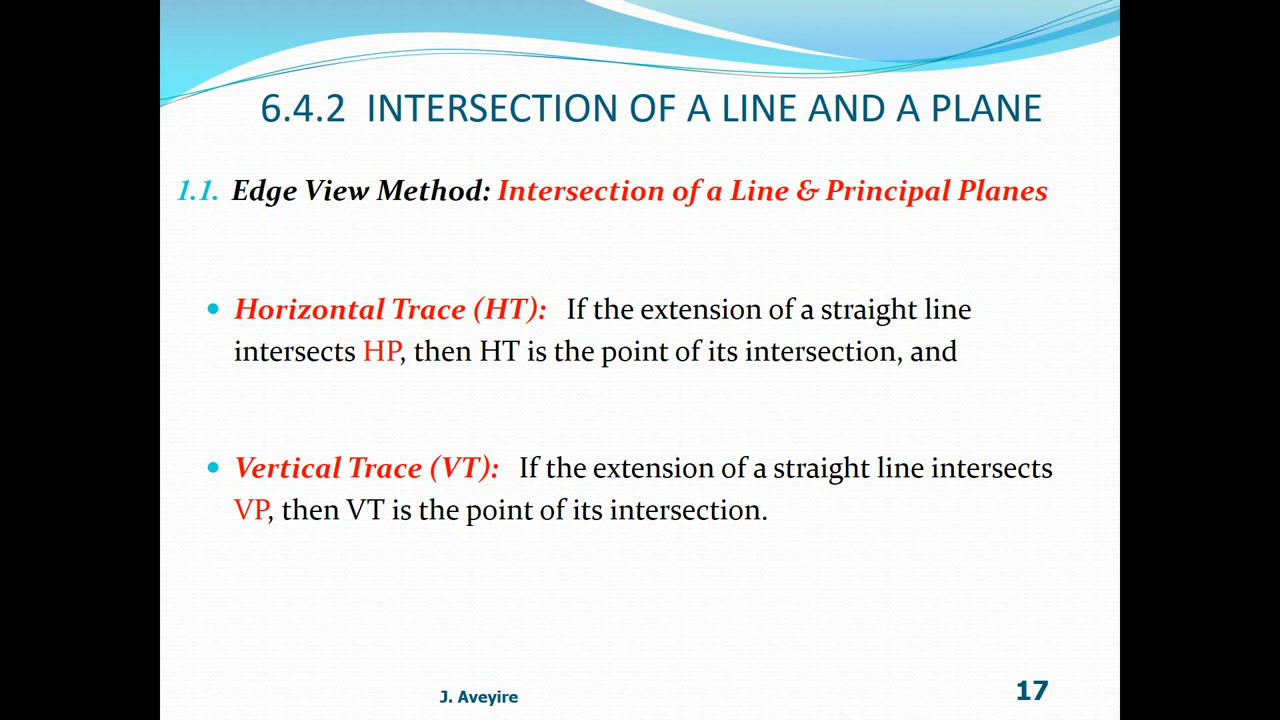 6.4.2 INTERSECTION OF A LINE AND A PLANE
1.1. Edge View Method: Intersection of a Line & Principal Planes
• Horizontal Trace (HT): If the extension of a straight line
intersects HP, then HT is the point of its intersection, and
• Vertical Trace (VT): If the extension of a straight line intersects
VP, then VT is the point of its intersection.
J. Aveyire
17